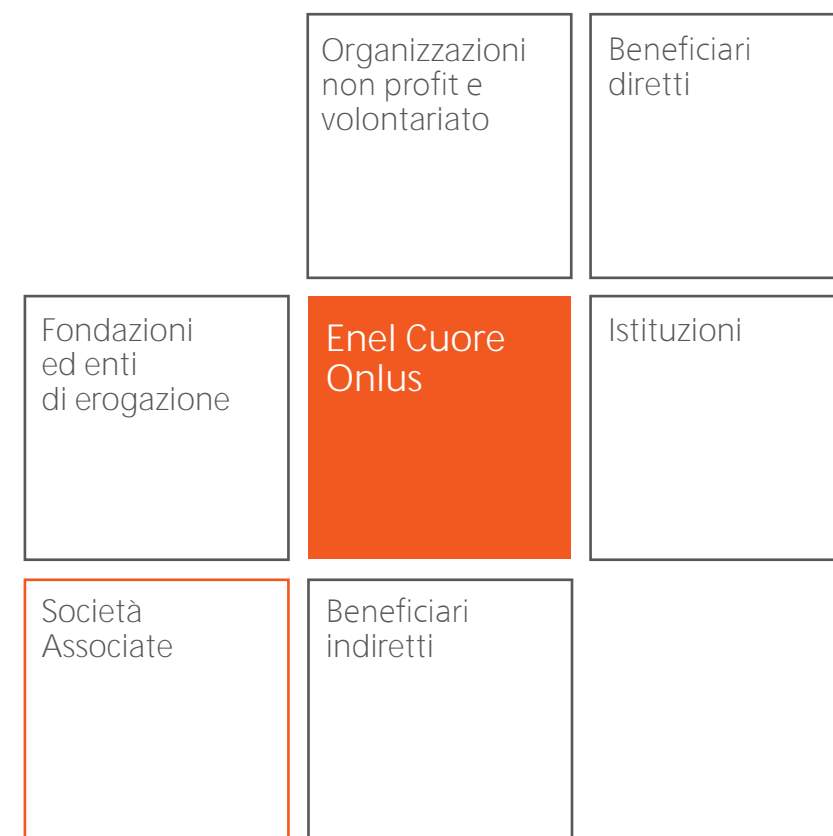 Organizzazioni
non profit e
volontariato
Beneficiari
diretti
Fondazioni
ed enti
di erogazione
Enel Cuore
Onlus
Istituzioni
Società
Associate
Beneficiari
indiretti